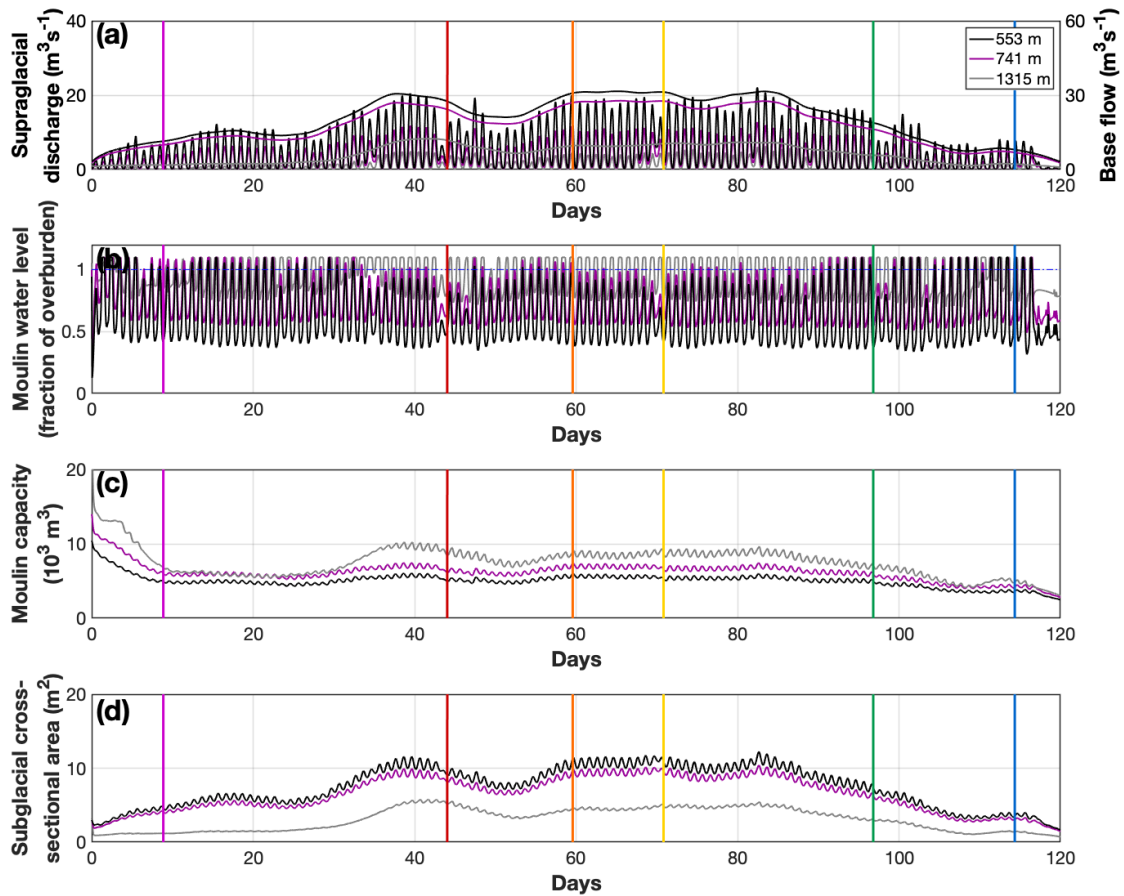 (a)
Supraglacial
discharge (m³s⁻¹)
40
20
0
60
30
0
Base flow (m³s⁻¹)
553 m
741 m
1315 m
0 20 40 60 80 100 120
Days
(b)
Moulin water level
(fraction of overburden)
1
0.5
0
0 20 40 60 80 100 120
Days
(c)
Moulin capacity
(10³ m³)
20
10
0
0 20 40 60 80 100 120
Days
(d)
Subglacial cross-
sectional area (m²)
20
10
0
0 20 40 60 80 100 120
Days